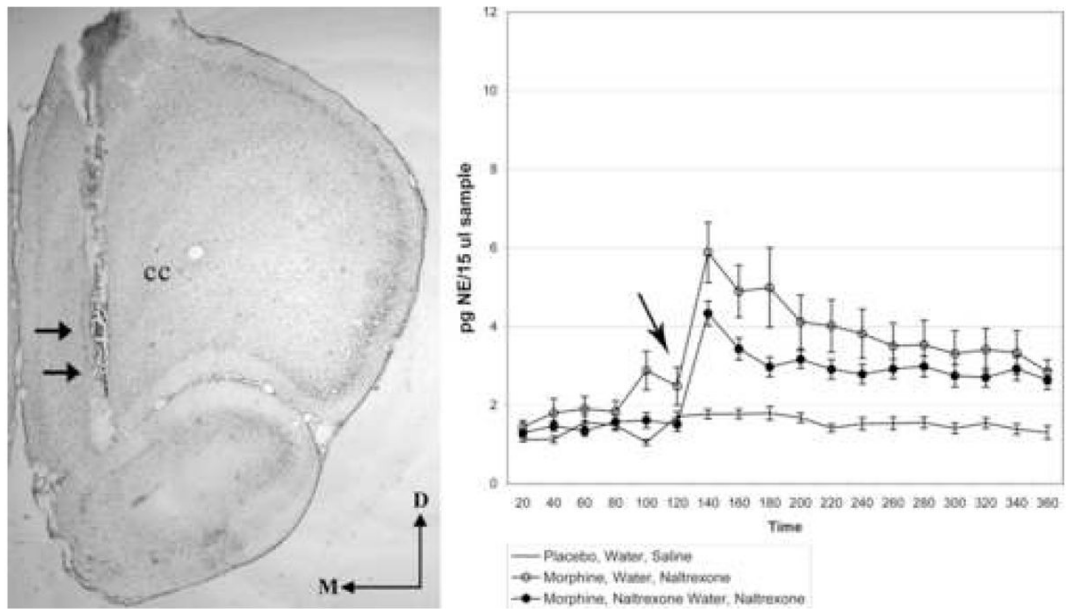 cc
D
M
pg NE/15 ul sample
12
10
8
6
4
2
0
20 40 60 80 100 120 140 160 180 200 220 240 260 280 300 320 340 360
Time
Placebo, Water, Saline
Morphine, Water, Naltrexone
Morphine, Naltrexone Water, Naltrexone